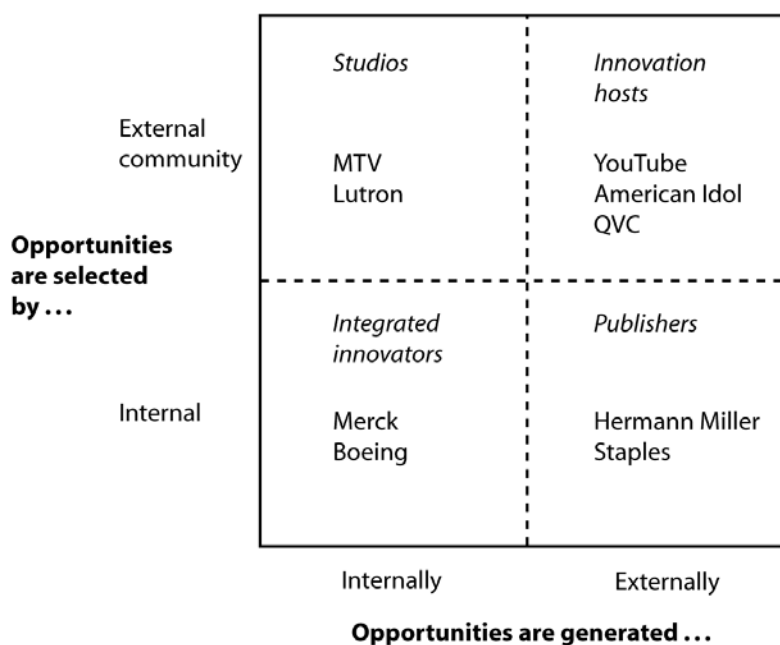 Studios
Innovation
hosts
External
community
MTV
Lutron
YouTube
American Idol
QVC
Opportunities
are selected
by ...
Integrated
innovators
Publishers
Internal
Merck
Boeing
Hermann Miller
Staples
Internally
Externally
Opportunities are generated ...